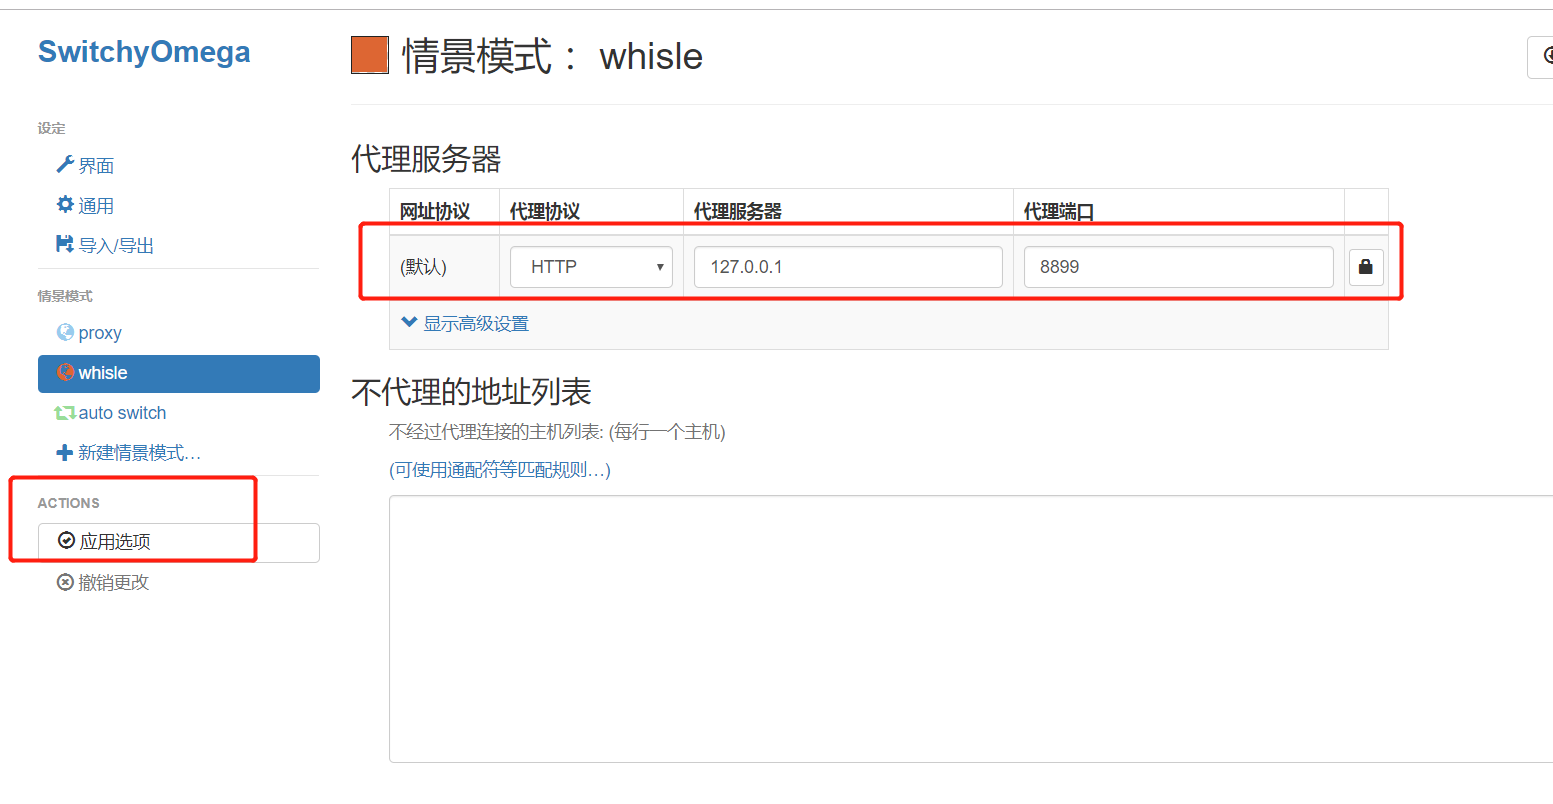 SwitchyOmega
设定
界面
通用
导入/导出
情景模式
proxy
whisle
auto switch
新建情景模式…
ACTIONS
应用选项
撤销更改
情景模式： whisle
代理服务器
网址协议 代理协议 代理服务器 代理端口
(默认) HTTP 127.0.0.1 8899
显示高级设置
不代理的地址列表
不经过代理连接的主机列表: (每行一个主机)
(可使用通配符等匹配规则…)